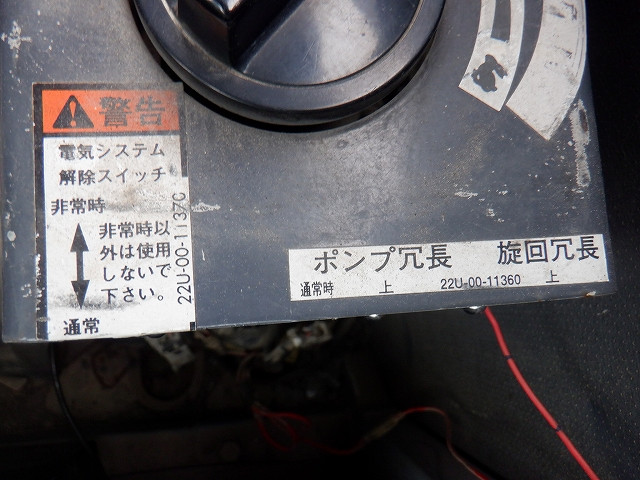 警告
電気システム
解除スイッチ
非常時
非常時以
外は使用
しないで
下さい。
通常
22U-00-11370
ポンプ冗長 旋回冗長
通常時 上 22U-00-11360 上